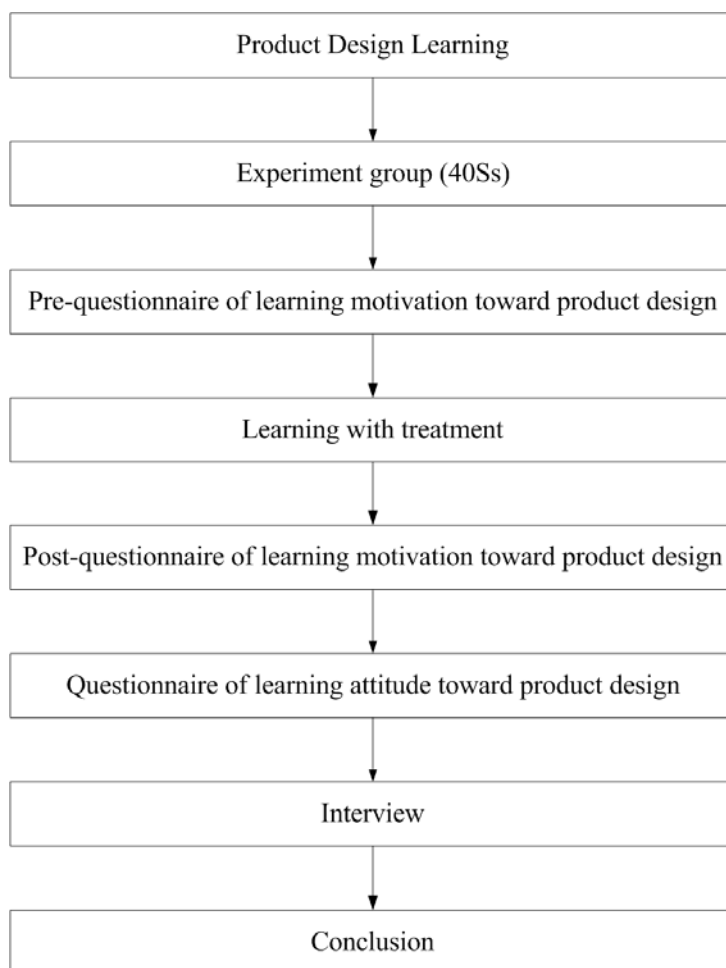 Product Design Learning
Experiment group (40Ss)
Pre-questionnaire of learning motivation toward product design
Learning with treatment
Post-questionnaire of learning motivation toward product design
Questionnaire of learning attitude toward product design
Interview
Conclusion